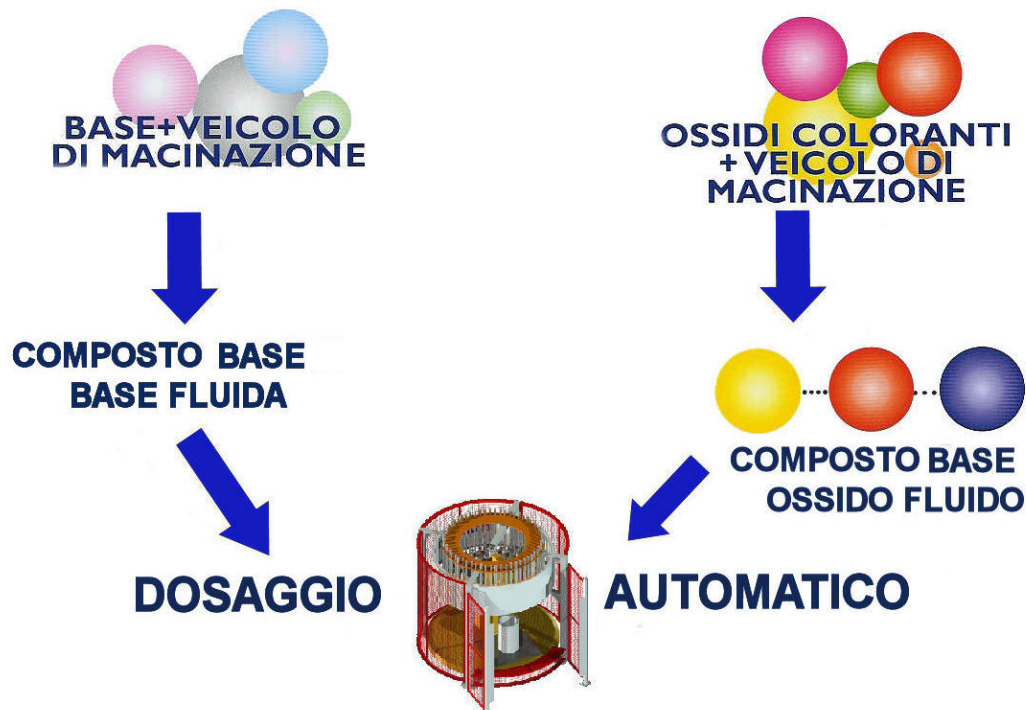 BASE+VEICOLO
DI MACINAZIONE
OSSIDI COLORANTI
+ VEICOLO DI
MACINAZIONE
COMPOSTO BASE
BASE FLUIDA
COMPOSTO BASE
OSSIDO FLUIDO
DOSAGGIO AUTOMATICO